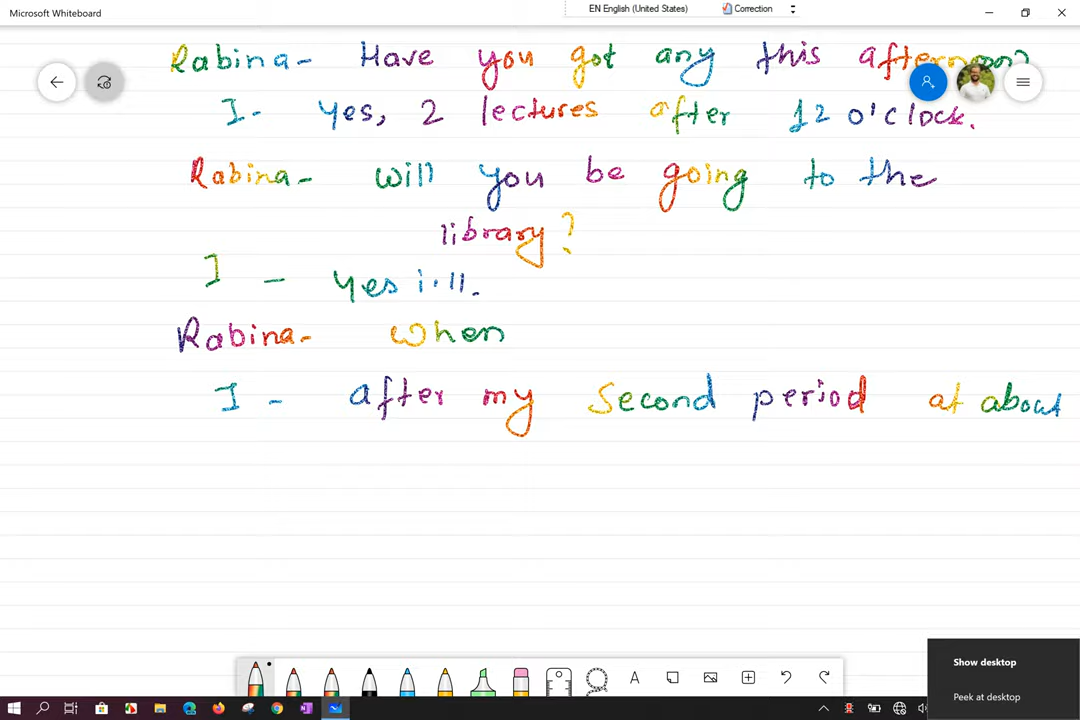 Microsoft Whiteboard
EN English (United States) Correction
Rabina- Have you got any this afternoon?
I- Yes, 2 lectures after 12 o'clock.
Rabina- will you be going to the
library?
I - Yes i'll.
Rabina- when
I - after my second period at about
Show desktop
Peek at desktop